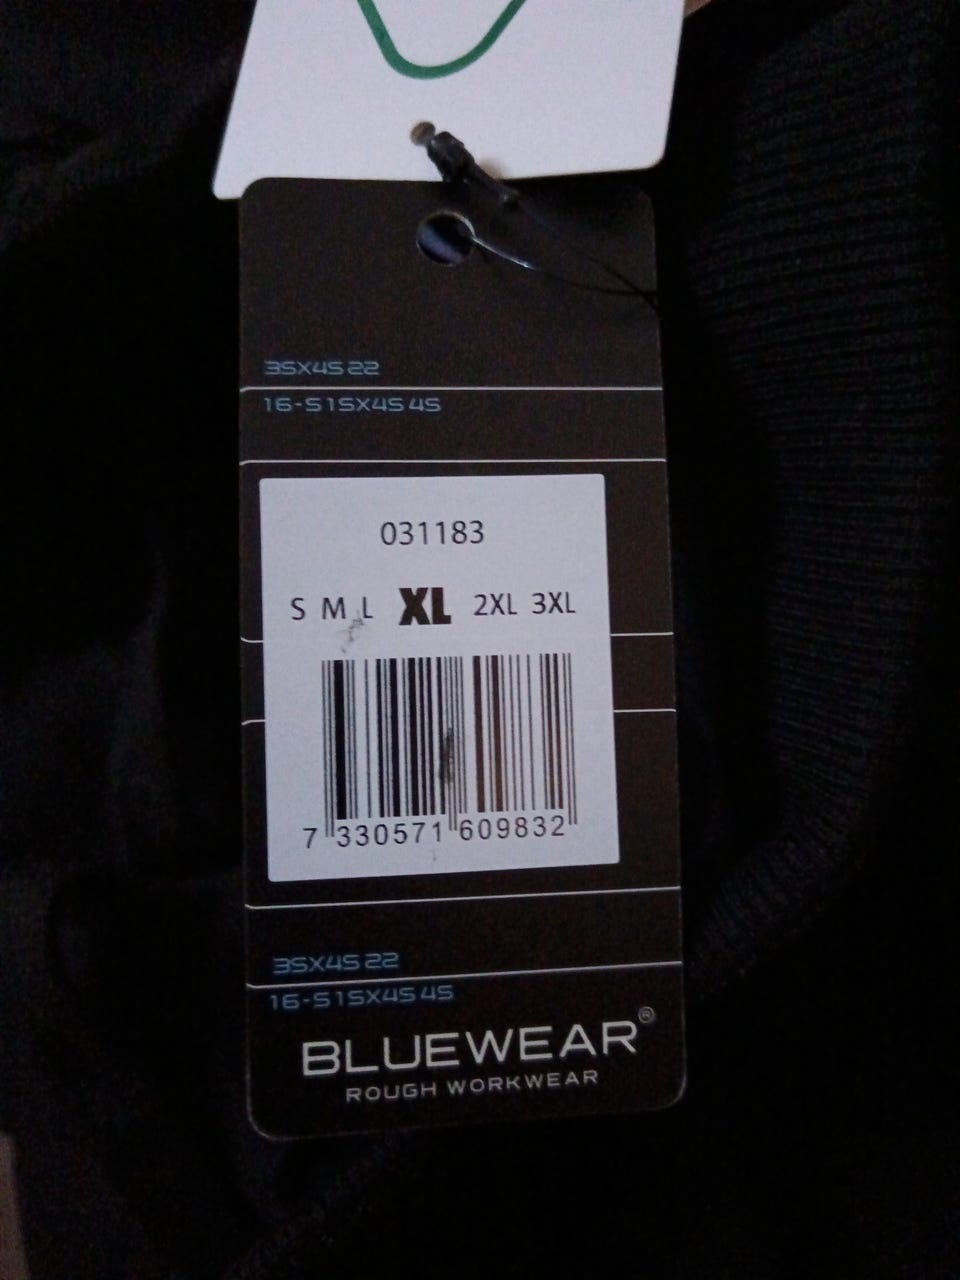 3SX4S 22
16-S1SX4S 4S
031183
S M L XL 2XL 3XL
7 330571 609832
3SX4S 22
16-S1SX4S 4S
BLUEWEAR®
ROUGH WORKWEAR